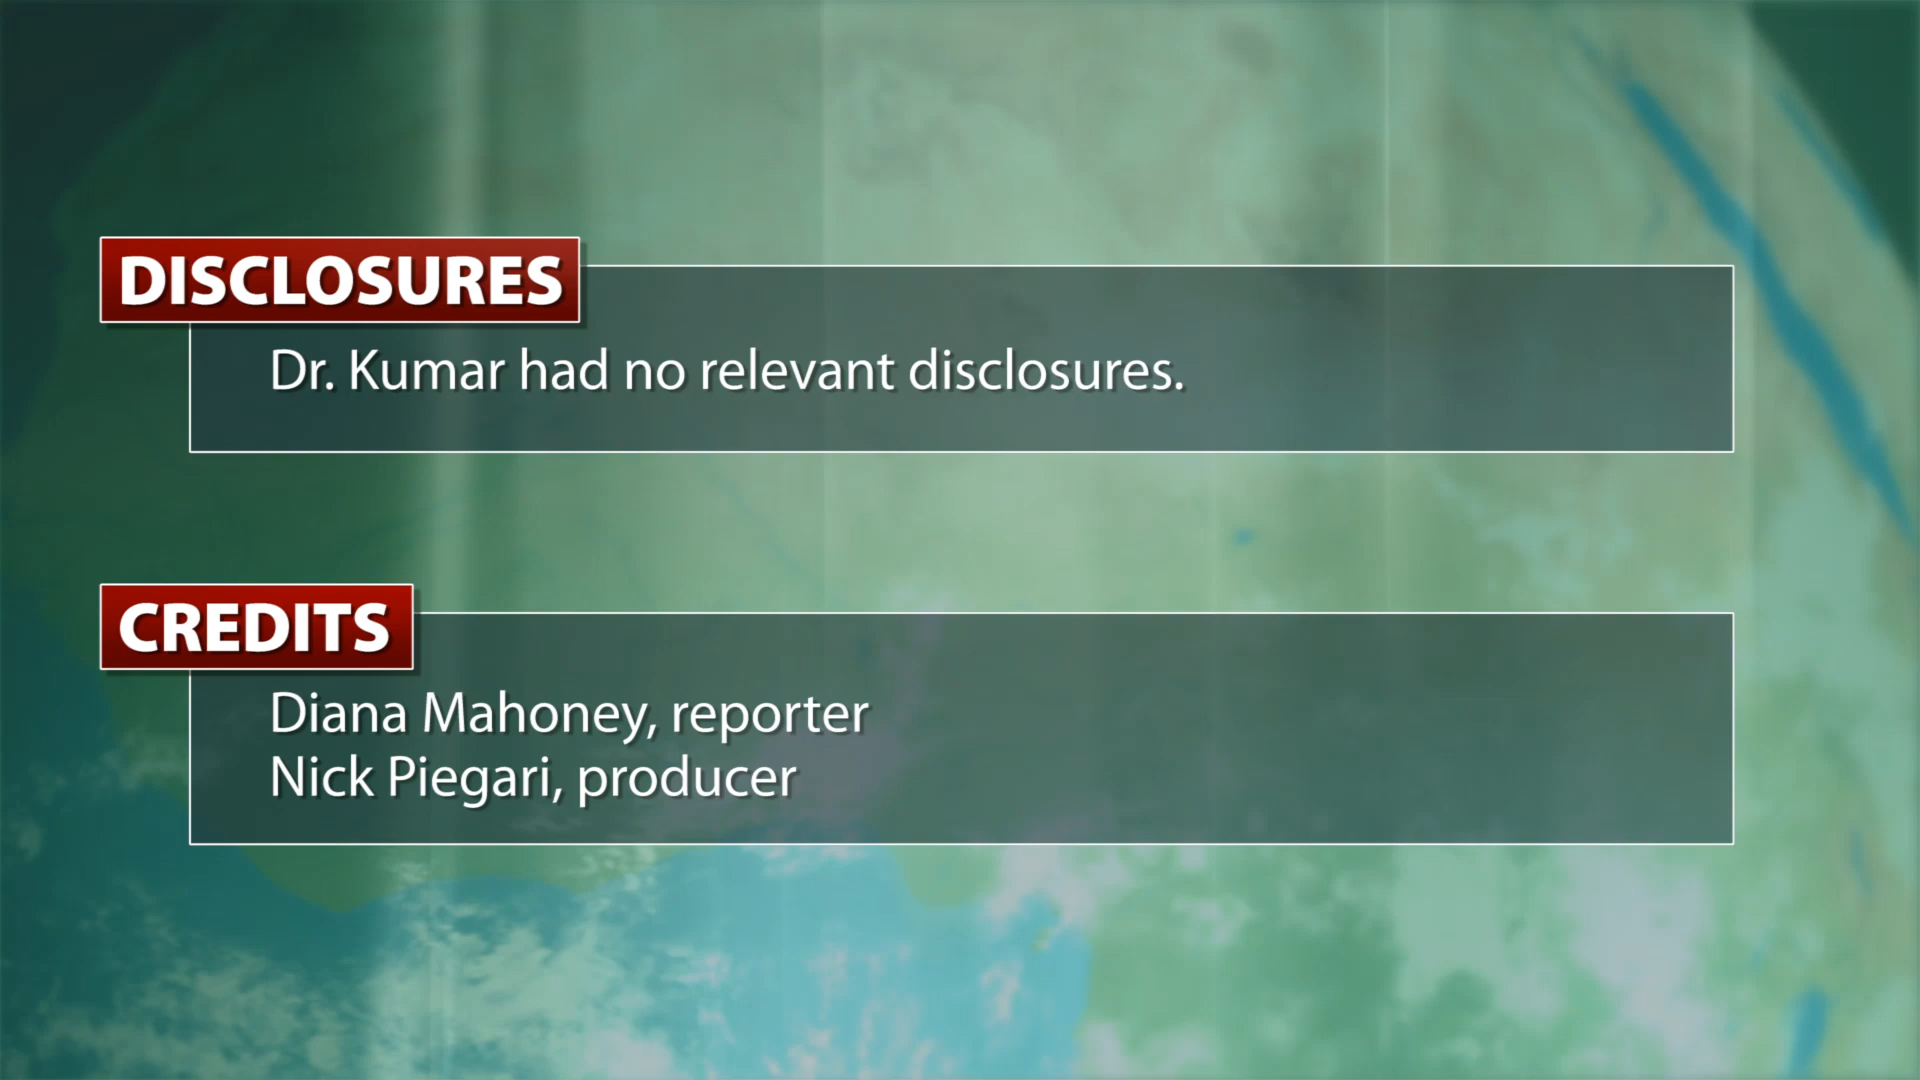 DISCLOSURES
Dr. Kumar had no relevant disclosures.
CREDITS
Diana Mahoney, reporter
Nick Piegari, producer